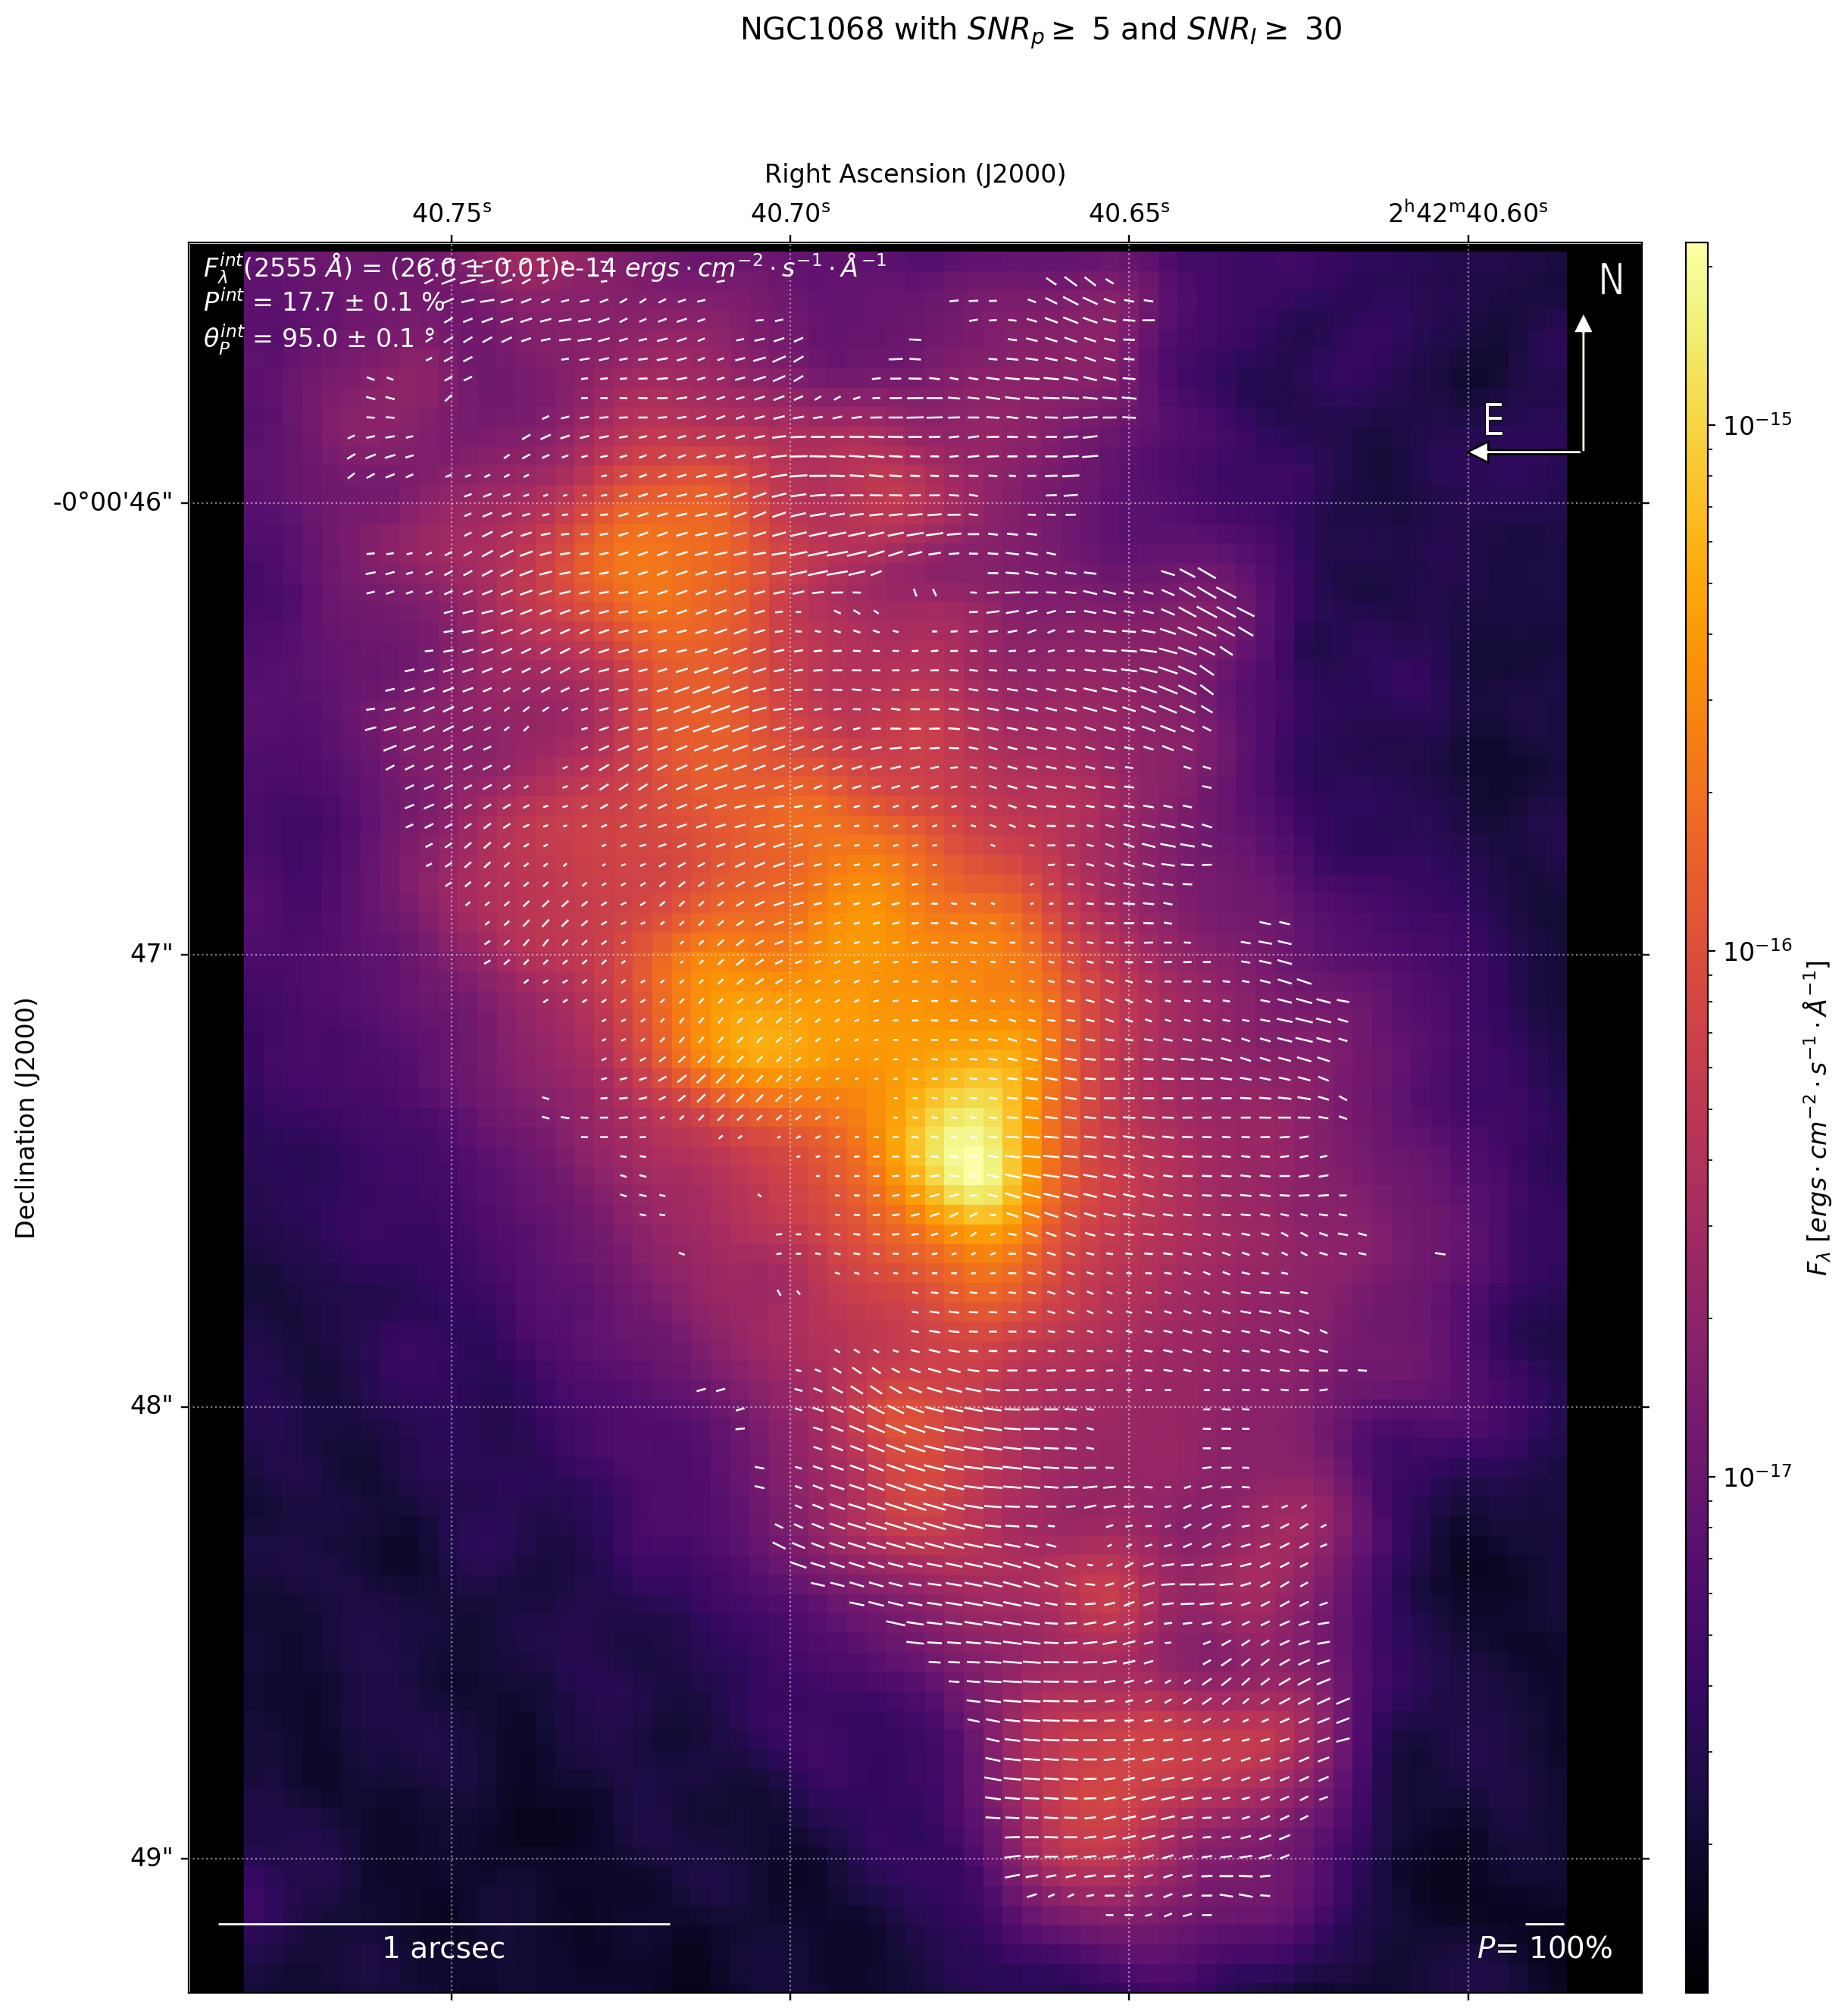 NGC1068 with SNR_p ≥ 5 and SNR_I ≥ 30
Right Ascension (J2000)
40.75ˢ 40.70ˢ 40.65ˢ 2ʰ42ᵐ40.60ˢ
F_λ^int(2555 Å) = (26.0 ± 0.01)e-14 ergs · cm⁻² · s⁻¹ · Å⁻¹
P^int = 17.7 ± 0.1 %
θ_P^int = 95.0 ± 0.1 °
N
E
-0°00'46"
47"
48"
49"
Declination (J2000)
10⁻¹⁵
10⁻¹⁶
10⁻¹⁷
F_λ [ergs · cm⁻² · s⁻¹ · Å⁻¹]
1 arcsec
P= 100%